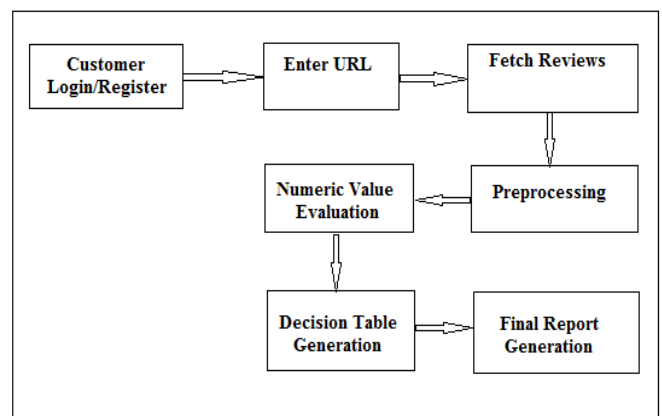 Customer
Login/Register
Enter URL
Fetch Reviews
Preprocessing
Numeric Value
Evaluation
Decision Table
Generation
Final Report
Generation